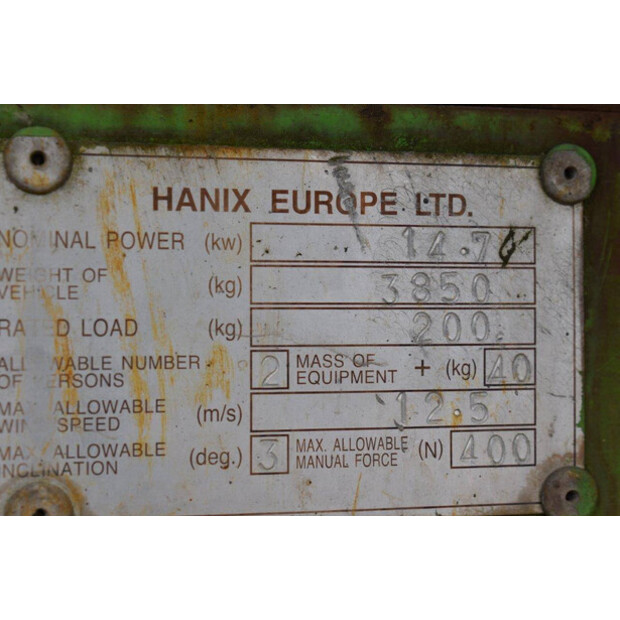 HANIX EUROPE LTD.
NOMINAL POWER (kw) 14.7
WEIGHT OF VEHICLE (kg) 3850
RATED LOAD (kg) 200
ALLOWABLE NUMBER OF PERSONS 2 MASS OF EQUIPMENT + (kg) 40
MAX. ALLOWABLE WIND SPEED (m/s) 12.5
MAX. ALLOWABLE INCLINATION (deg.) 3 MAX. ALLOWABLE MANUAL FORCE (N) 400